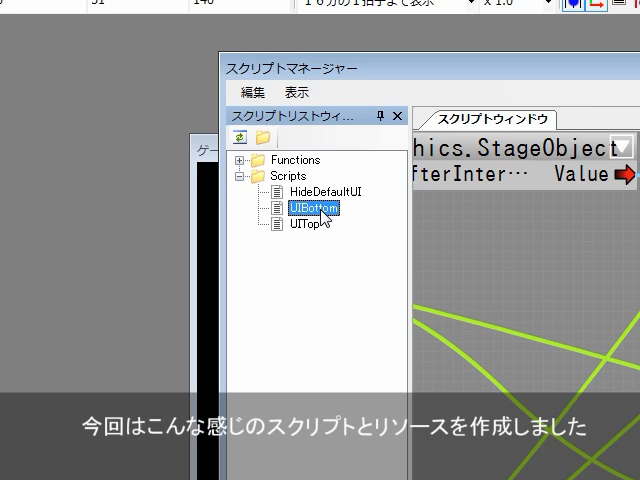 51
140
１６分の１拍子まで表示
x 1.0
スクリプトマネージャー
編集 表示
スクリプトリストウィ...
スクリプトウィンドウ
ゲー
Functions
Scripts
HideDefaultUI
UIBottom
UITop
hics.StageObject
fterInter… Value
今回はこんな感じのスクリプトとリソースを作成しました